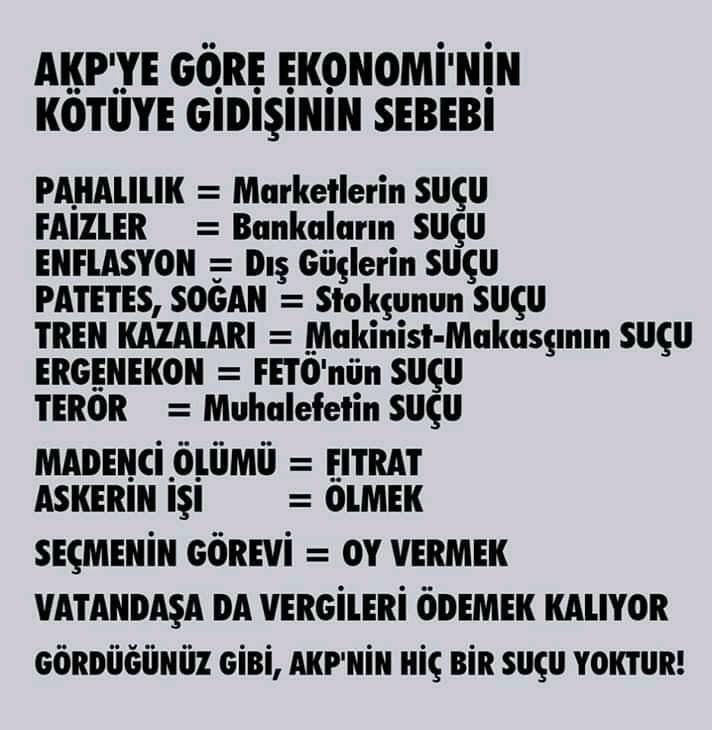 AKP'YE GÖRE EKONOMİ'NİN
KÖTÜYE GİDİŞİNİN SEBEBİ
PAHALILIK = Marketlerin SUÇU
FAİZLER = Bankaların SUÇU
ENFLASYON = Dış Güçlerin SUÇU
PATETES, SOĞAN = Stokçunun SUÇU
TREN KAZALARI = Makinist-Makasçının SUÇU
ERGENEKON = FETÖ'nün SUÇU
TERÖR = Muhalefetin SUÇU
MADENCİ ÖLÜMÜ = FITRAT
ASKERİN İŞİ = ÖLMEK
SEÇMENİN GÖREVİ = OY VERMEK
VATANDAŞA DA VERGİLERİ ÖDEMEK KALIYOR
GÖRDÜĞÜNÜZ GİBİ, AKP'NİN HİÇ BİR SUÇU YOKTUR!